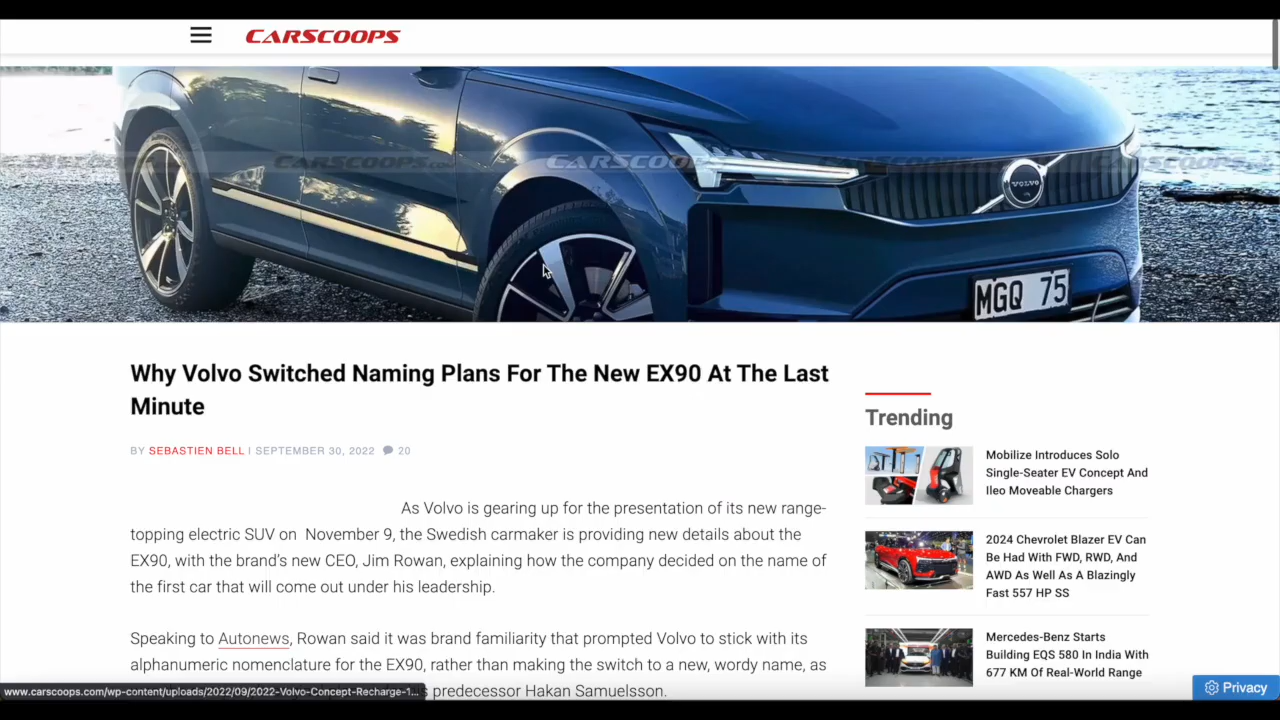 CARSCOOPS
CARSCOOPS.COM CARSCOOPS CARSCOOPS CARSCOOPS
VOLVO
MGQ 75
Why Volvo Switched Naming Plans For The New EX90 At The Last
Minute
BY SEBASTIEN BELL | SEPTEMBER 30, 2022 20
As Volvo is gearing up for the presentation of its new range-
topping electric SUV on November 9, the Swedish carmaker is providing new details about the
EX90, with the brand's new CEO, Jim Rowan, explaining how the company decided on the name of
the first car that will come out under his leadership.
Speaking to Autonews, Rowan said it was brand familiarity that prompted Volvo to stick with its
alphanumeric nomenclature for the EX90, rather than making the switch to a new, wordy name, as
predecessor Hakan Samuelsson.
Trending
Mobilize Introduces Solo
Single-Seater EV Concept And
Ileo Moveable Chargers
2024 Chevrolet Blazer EV Can
Be Had With FWD, RWD, And
AWD As Well As A Blazingly
Fast 557 HP SS
Mercedes-Benz Starts
Building EQS 580 In India With
677 KM Of Real-World Range
www.carscoops.com/wp-content/uploads/2022/09/2022-Volvo-Concept-Recharge-1...
Privacy